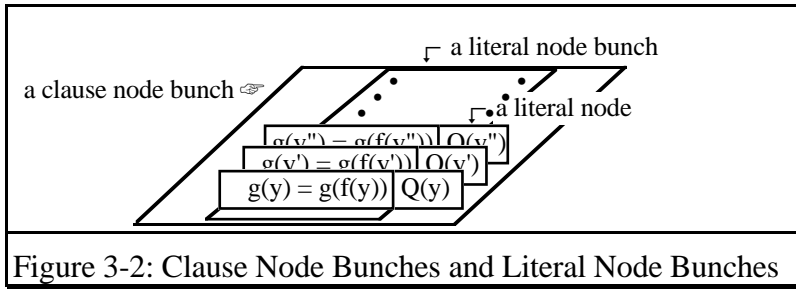 a literal node bunch
a clause node bunch ☞
a literal node
g(y'') = g(f(y'')) Q(y'')
g(y') = g(f(y')) Q(y')
g(y) = g(f(y)) Q(y)
Figure 3-2: Clause Node Bunches and Literal Node Bunches